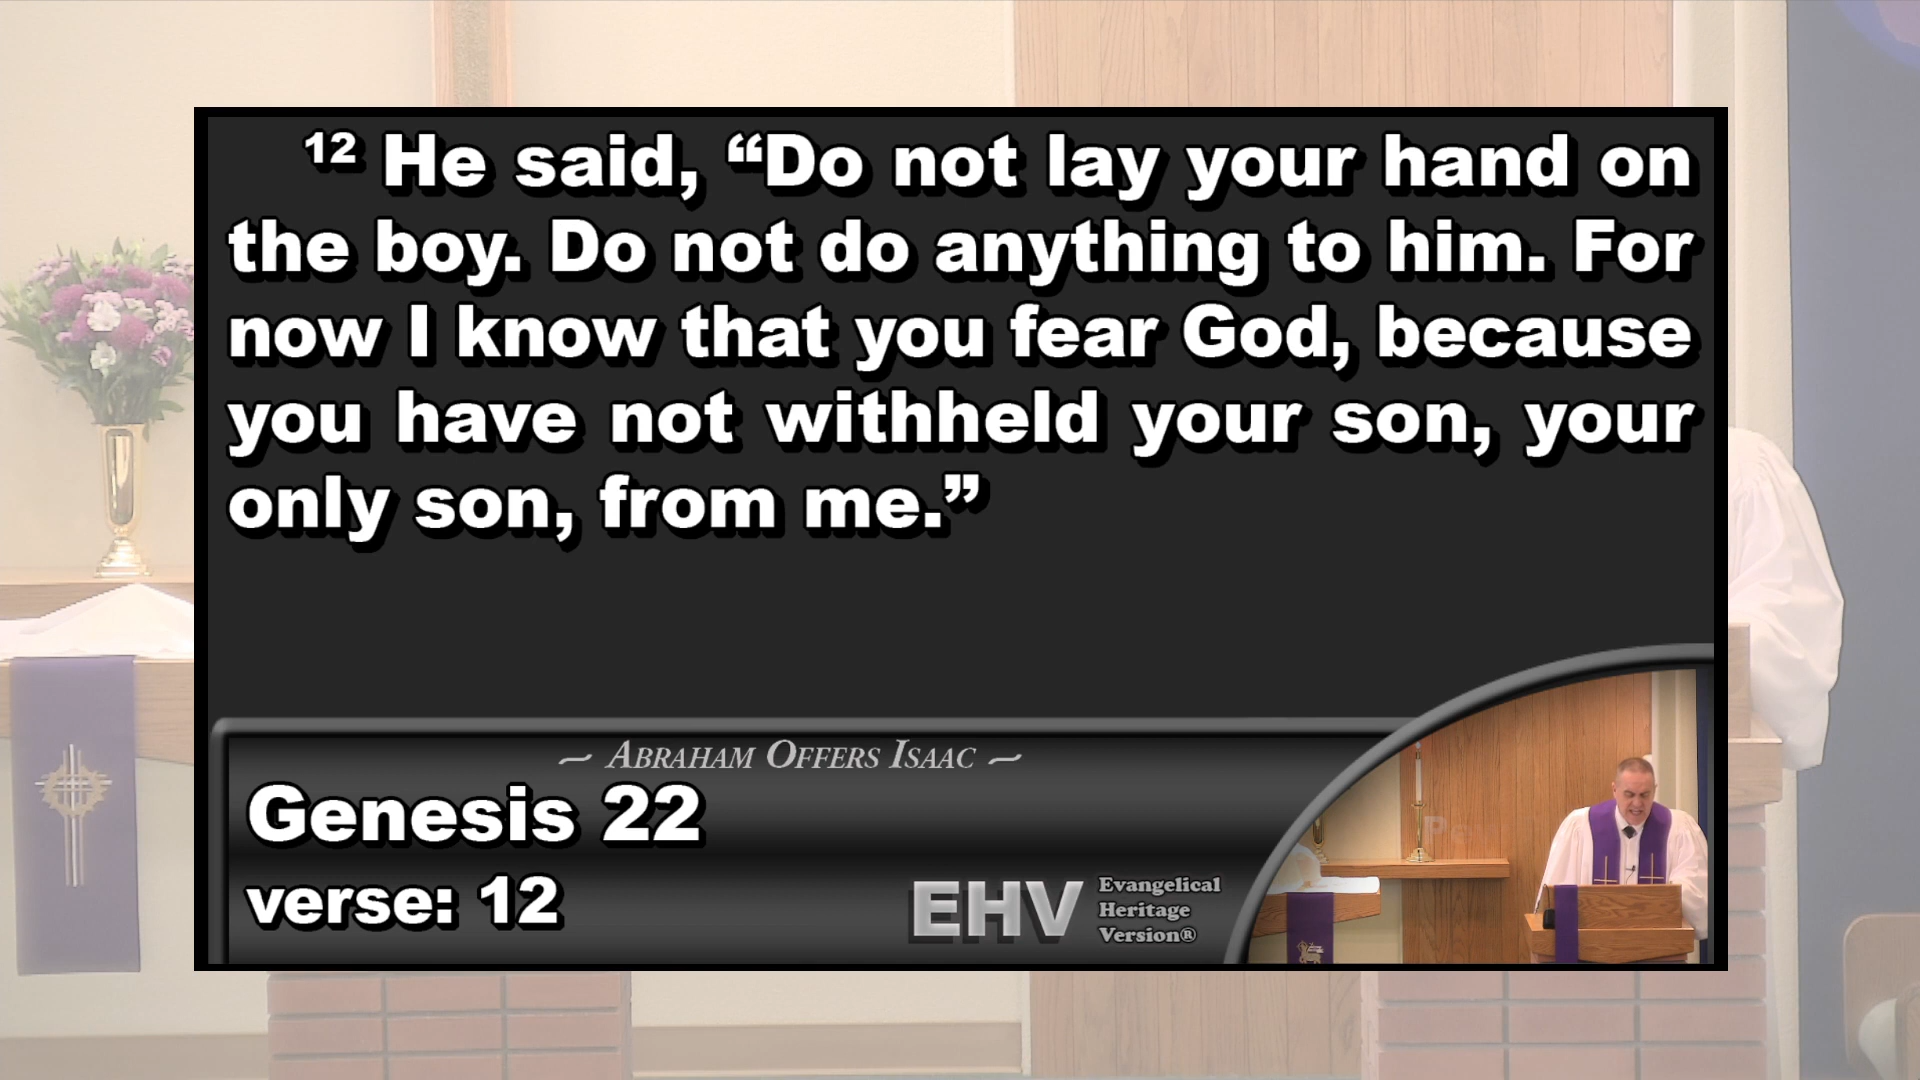 12 He said, “Do not lay your hand on
the boy. Do not do anything to him. For
now I know that you fear God, because
you have not withheld your son, your
only son, from me.”
~ Abraham Offers Isaac ~
Genesis 22
verse: 12
EHV
Evangelical
Heritage
Version®